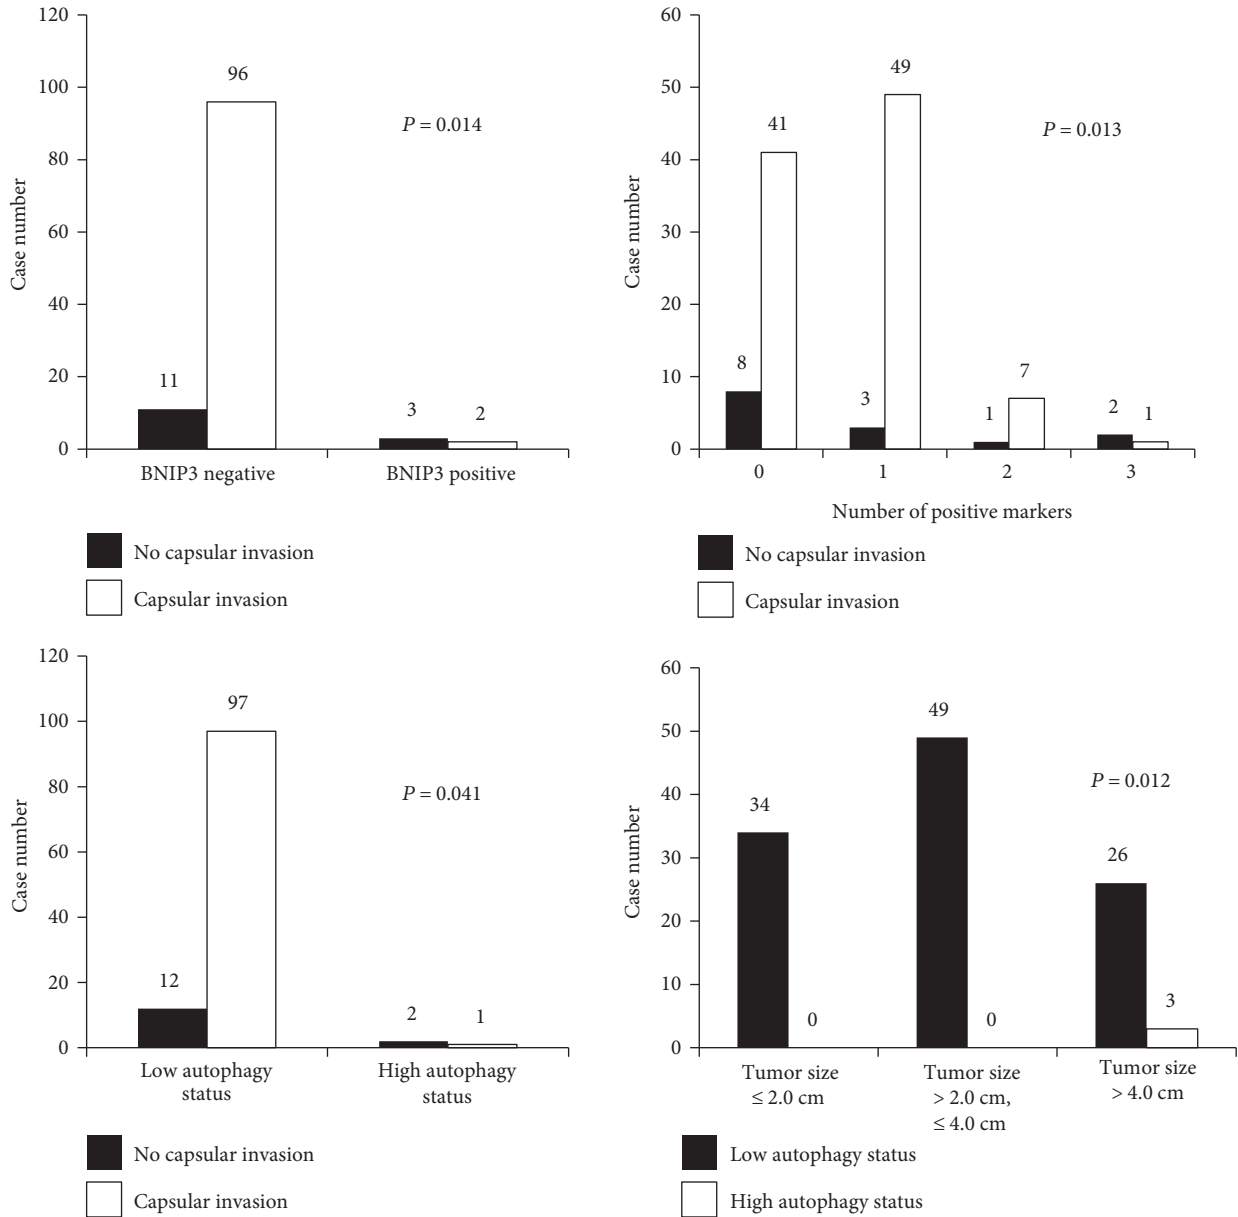 120
100
80
60
40
20
0
Case number
96
11
3
2
P = 0.014
BNIP3 negative
BNIP3 positive
No capsular invasion
Capsular invasion
60
50
40
30
20
10
0
Case number
8
41
3
49
1
7
2
1
P = 0.013
0
1
2
3
Number of positive markers
No capsular invasion
Capsular invasion
120
100
80
60
40
20
0
Case number
12
97
2
1
P = 0.041
Low autophagy
status
High autophagy
status
No capsular invasion
Capsular invasion
60
50
40
30
20
10
0
Case number
34
0
49
0
26
3
P = 0.012
Tumor size
≤ 2.0 cm
Tumor size
> 2.0 cm,
≤ 4.0 cm
Tumor size
> 4.0 cm
Low autophagy status
High autophagy status